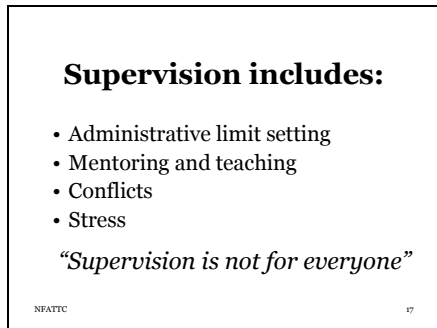 Supervision includes:
• Administrative limit setting
• Mentoring and teaching
• Conflicts
• Stress
“Supervision is not for everyone”
NFATTC 17